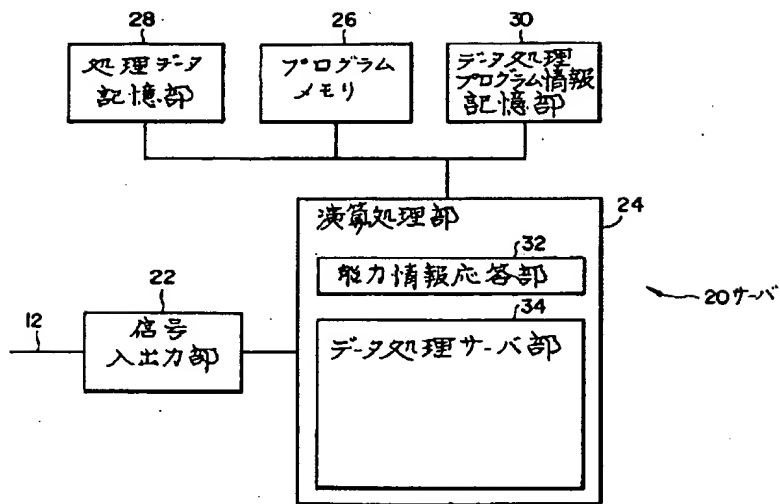 28
処理データ
記憶部
26
プログラム
メモリ
30
データ処理
プログラム情報
記憶部
演算処理部
24
32
能力情報応答部
34
データ処理サーバ部
20サーバ
22
信号
入出力部
12